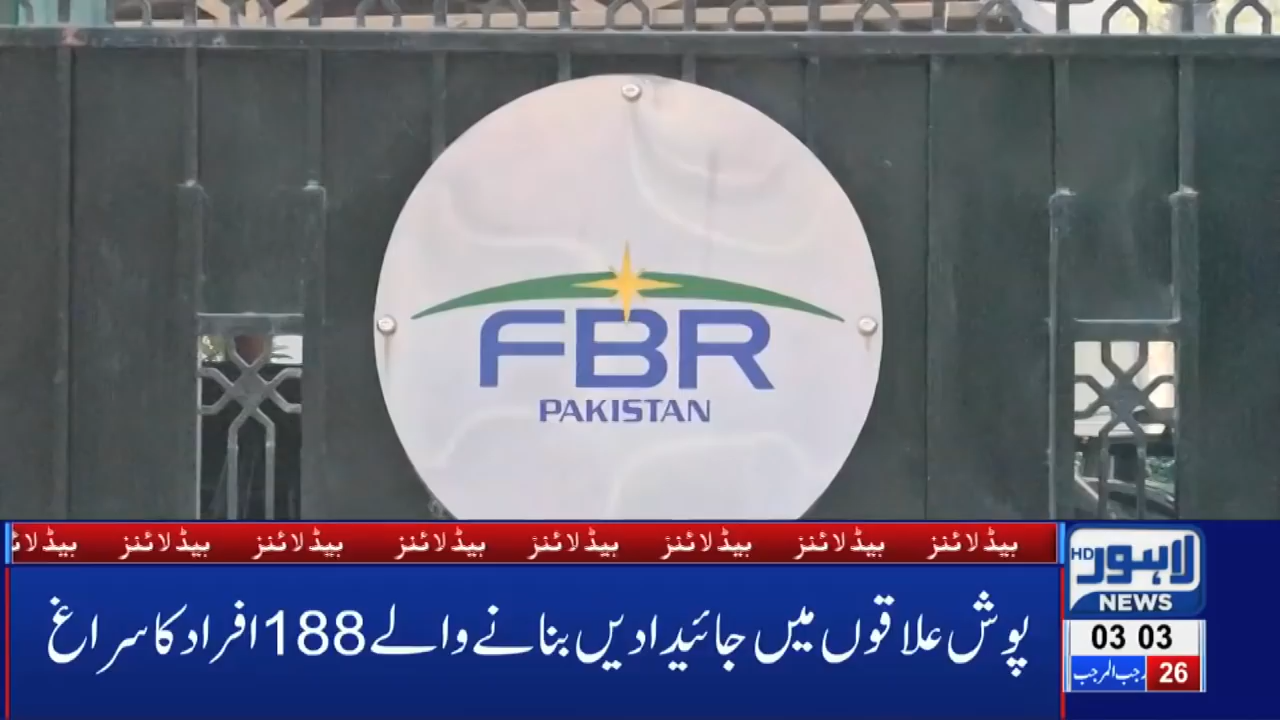 FBR
PAKISTAN
ہیڈلائنز ہیڈلائنز ہیڈلائنز ہیڈلائنز ہیڈلائنز ہیڈلائنز ہیڈلائنز
پوش علاقوں میں جائیدادیں بنانے والے 188 افراد کا سراغ
لاہور
HD
NEWS
03 03
26 رجب المرجب